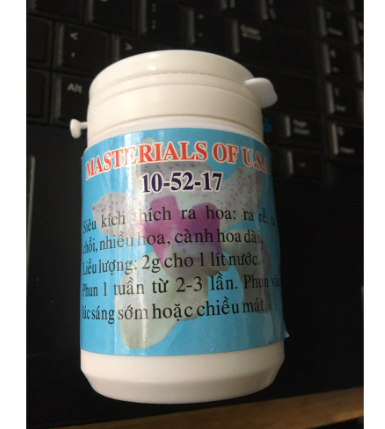 MASTERIALS OF U.S.A
10-52-17
Siêu kích thích ra hoa: ra rễ,
chồi, nhiều hoa, cành hoa dài.
Liều lượng: 2g cho 1 lít nước.
Phun 1 tuần từ 2-3 lần. Phun
lúc sáng sớm hoặc chiều mát.
Alt